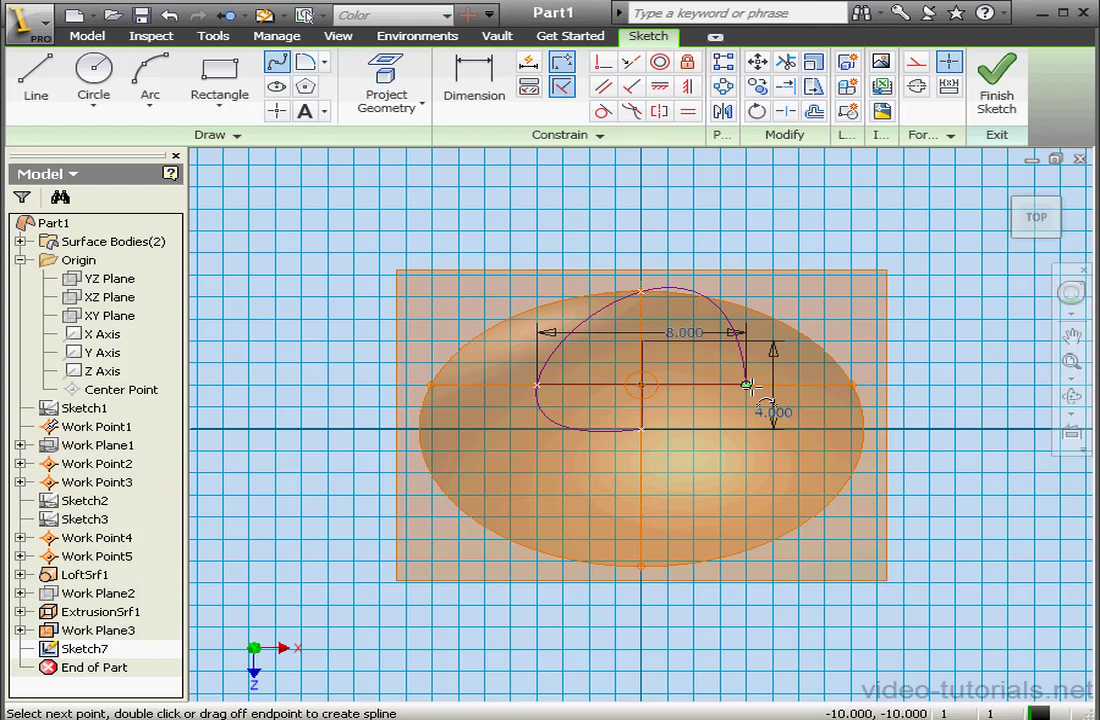 PRO
Color
Part1
Type a keyword or phrase
Model Inspect Tools Manage View Environments Vault Get Started Sketch
Line
Circle
Arc
Rectangle
A
Project
Geometry
Dimension
Finish
Sketch
Draw
Constrain
P...
Modify
L...
I...
For...
Exit
Model
Part1
Surface Bodies(2)
Origin
YZ Plane
XZ Plane
XY Plane
X Axis
Y Axis
Z Axis
Center Point
Sketch1
Work Point1
Work Plane1
Work Point2
Work Point3
Sketch2
Sketch3
Work Point4
Work Point5
LoftSrf1
Work Plane2
ExtrusionSrf1
Work Plane3
Sketch7
End of Part
TOP
8.000
4.000
X
Z
video-tutorials.net
Select next point, double click or drag off endpoint to create spline
-10.000, -10.000 1 1